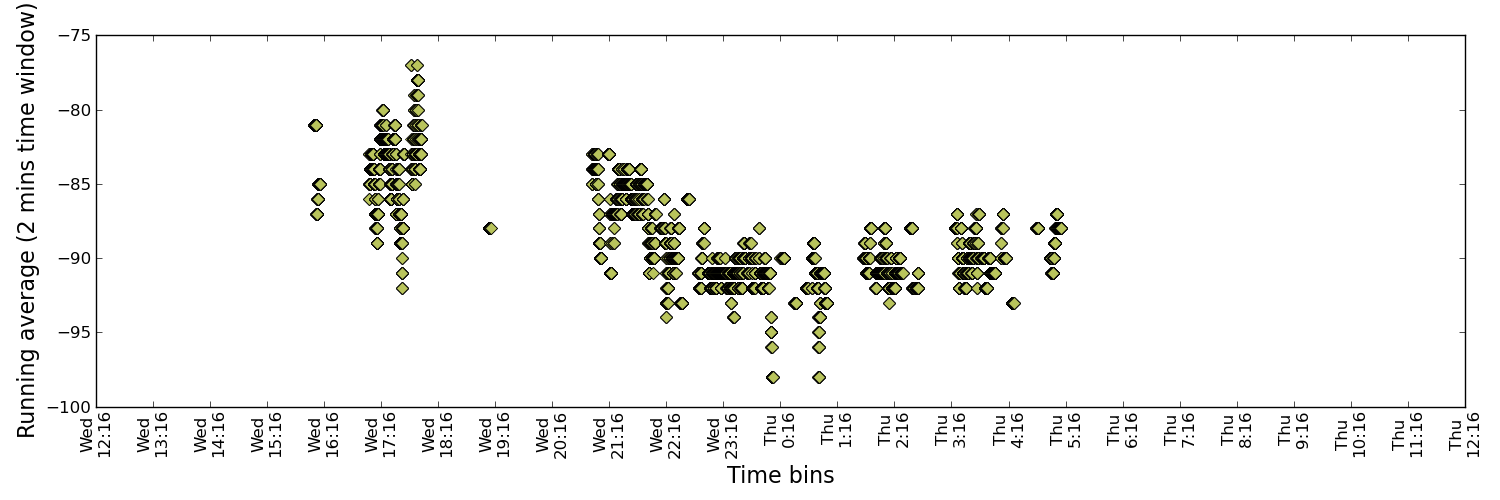 Running average (2 mins time window)
−75
−80
−85
−90
−95
−100
Wed
12:16
Wed
13:16
Wed
14:16
Wed
15:16
Wed
16:16
Wed
17:16
Wed
18:16
Wed
19:16
Wed
20:16
Wed
21:16
Wed
22:16
Wed
23:16
Thu
0:16
Thu
1:16
Thu
2:16
Thu
3:16
Thu
4:16
Thu
5:16
Thu
6:16
Thu
7:16
Thu
8:16
Thu
9:16
Thu
10:16
Thu
11:16
Thu
12:16
Time bins